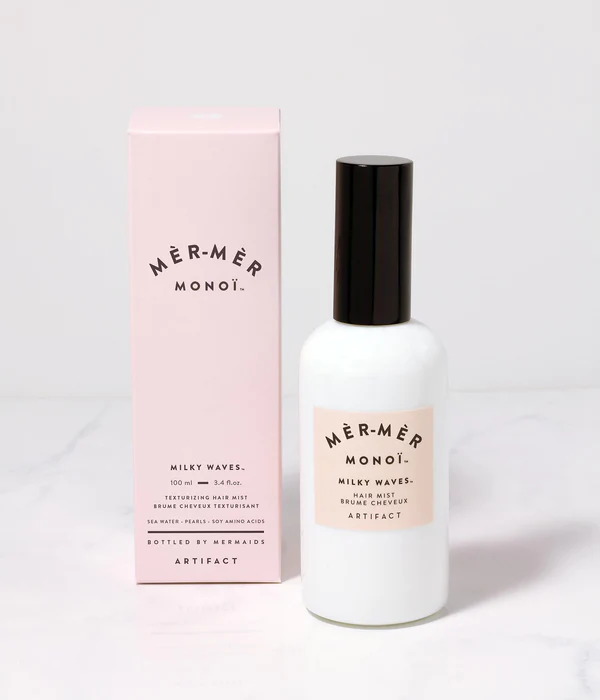 MÈR-MÈR
MONOÏ™
MILKY WAVES™
100 ml — 3.4 fl.oz.
TEXTURIZING HAIR MIST
BRUME CHEVEUX TEXTURISANT
SEA WATER · PEARLS · SOY AMINO ACIDS
BOTTLED BY MERMAIDS
ARTIFACT
MÈR-MÈR
MONOÏ™
MILKY WAVES™
HAIR MIST
BRUME CHEVEUX
ARTIFACT